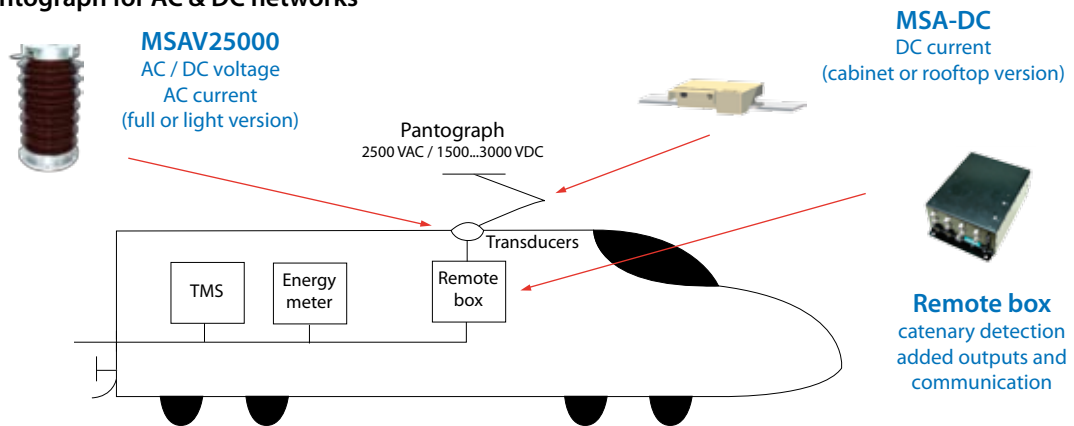 ntograph for AC & DC networks
MSAV25000
AC / DC voltage
AC current
(full or light version)
MSA-DC
DC current
(cabinet or rooftop version)
Pantograph
2500 VAC / 1500...3000 VDC
Transducers
TMS
Energy
meter
Remote
box
Remote box
catenary detection
added outputs and
communication